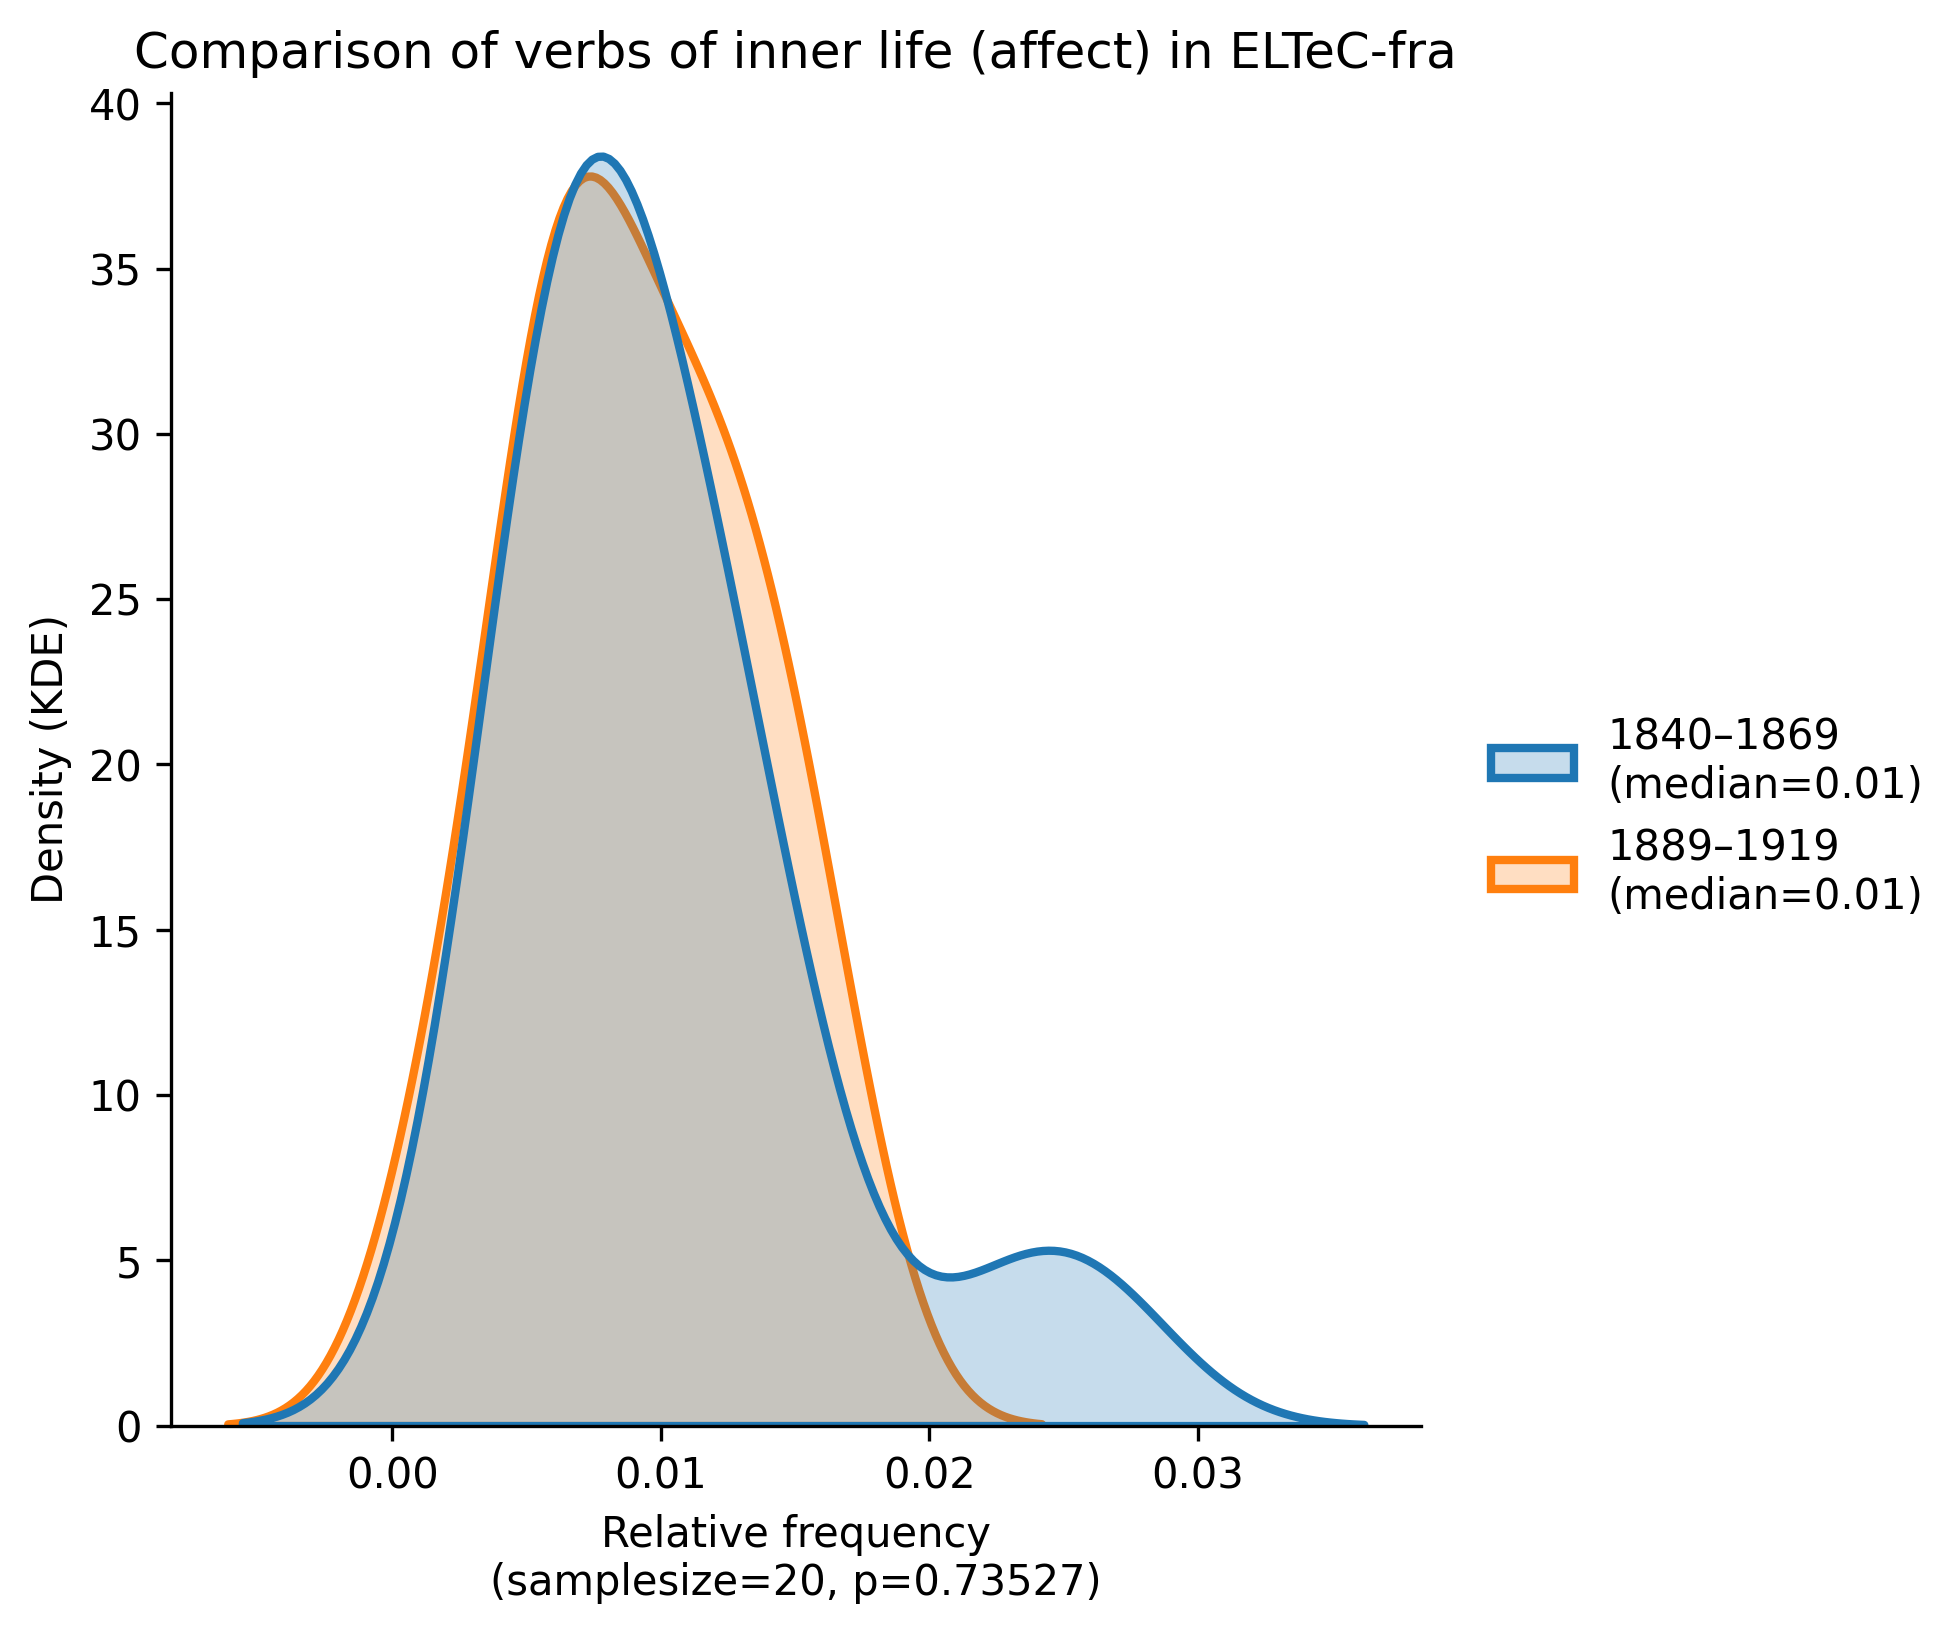 Comparison of verbs of inner life (affect) in ELTeC-fra
40
35
30
25
20
15
10
5
0
Density (KDE)
0.00 0.01 0.02 0.03
Relative frequency
(samplesize=20, p=0.73527)
1840–1869
(median=0.01)
1889–1919
(median=0.01)